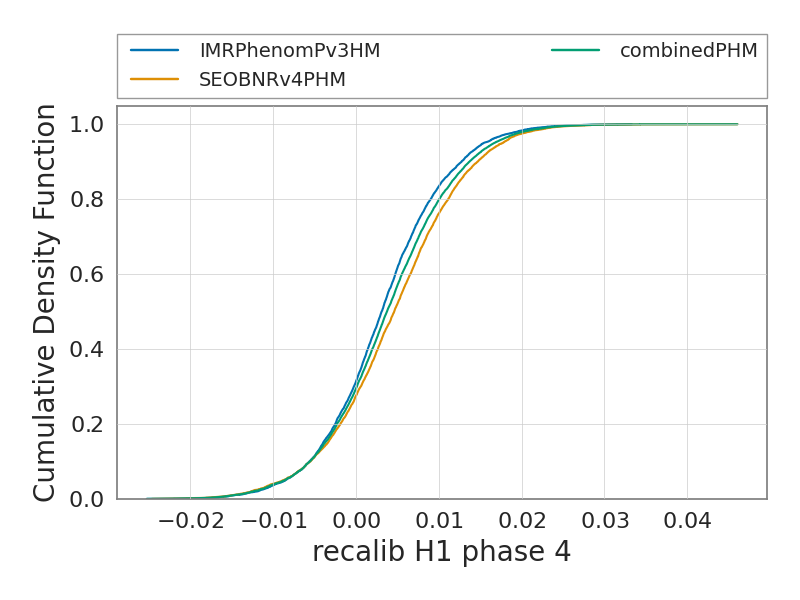 IMRPhenomPv3HM
SEOBNRv4PHM
combinedPHM
Cumulative Density Function
1.0
0.8
0.6
0.4
0.2
0.0
−0.02 −0.01 0.00 0.01 0.02 0.03 0.04
recalib H1 phase 4